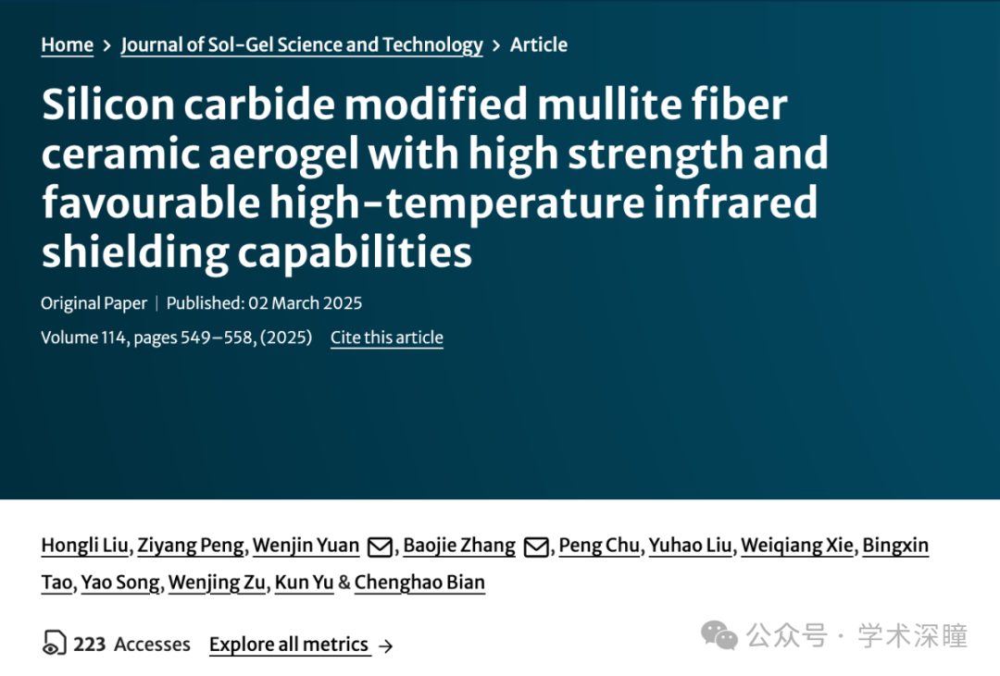 Home > Journal of Sol-Gel Science and Technology > Article
Silicon carbide modified mullite fiber
ceramic aerogel with high strength and
favourable high-temperature infrared
shielding capabilities
Original Paper | Published: 02 March 2025
Volume 114, pages 549–558, (2025) Cite this article
Hongli Liu, Ziyang Peng, Wenjin Yuan, Baojie Zhang, Peng Chu, Yuhao Liu, Weiqiang Xie, Bingxin
Tao, Yao Song, Wenjing Zu, Kun Yu & Chenghao Bian
223 Accesses Explore all metrics →
公众号 · 学术深瞳